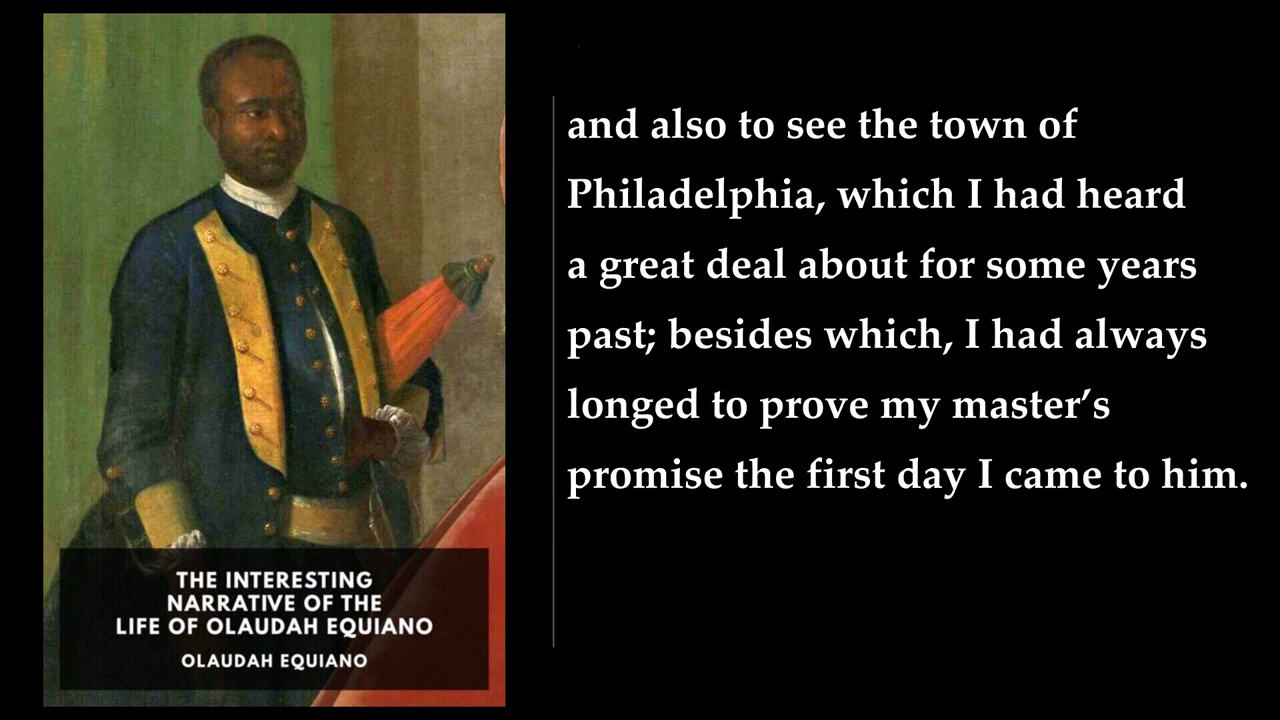 and also to see the town of
Philadelphia, which I had heard
a great deal about for some years
past; besides which, I had always
longed to prove my master’s
promise the first day I came to him.
THE INTERESTING
NARRATIVE OF THE
LIFE OF OLAUDAH EQUIANO
OLAUDAH EQUIANO